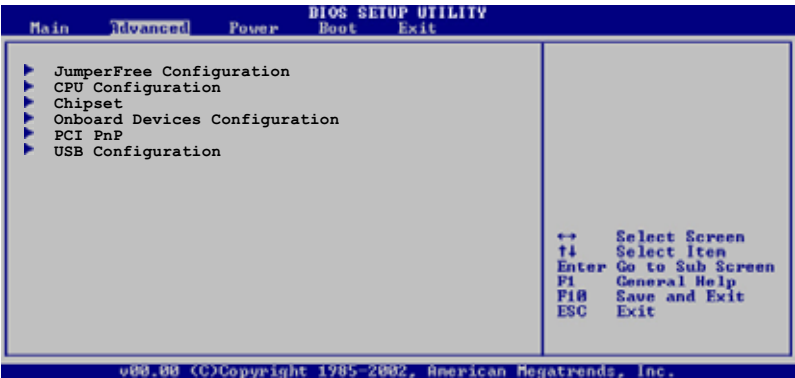 BIOS SETUP UTILITY
Main Advanced Power Boot Exit
JumperFree Configuration
CPU Configuration
Chipset
Onboard Devices Configuration
PCI PnP
USB Configuration
↔ Select Screen
↑↓ Select Item
Enter Go to Sub Screen
F1 General Help
F10 Save and Exit
ESC Exit
v00.00 (C)Copyright 1985-2002, American Megatrends, Inc.